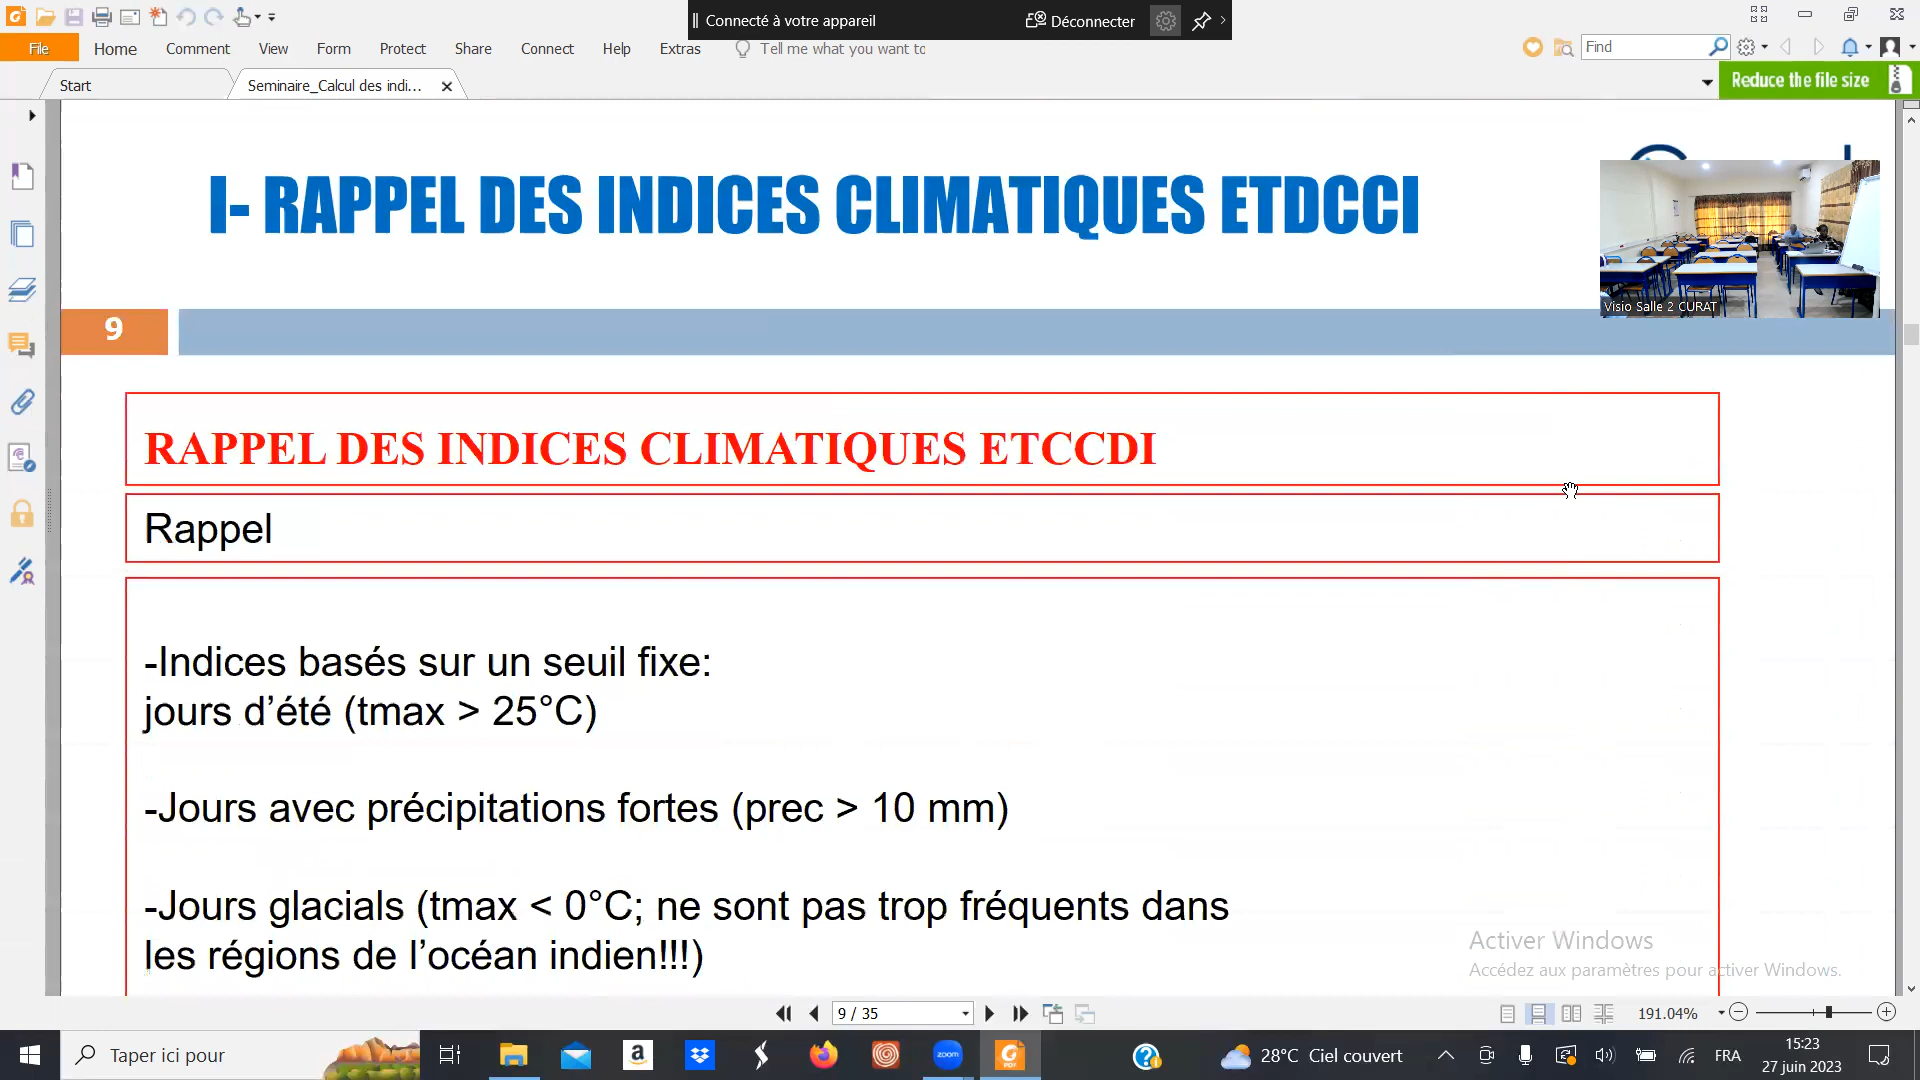 Connecté à votre appareil
Déconnecter
File
Home
Comment
View
Form
Protect
Share
Connect
Help
Extras
Tell me what you want to
Find
Start
Seminaire_Calcul des indi...
Reduce the file size
I- RAPPEL DES INDICES CLIMATIQUES ETDCCI
Visio Salle 2 CURAT
9
RAPPEL DES INDICES CLIMATIQUES ETCCDI
Rappel
-Indices basés sur un seuil fixe:
jours d’été (tmax > 25°C)
-Jours avec précipitations fortes (prec > 10 mm)
-Jours glacials (tmax < 0°C; ne sont pas trop fréquents dans
les régions de l’océan indien!!!)
Activer Windows
Accédez aux paramètres pour activer Windows.
9 / 35
191.04%
Taper ici pour
zoom
PDF
28°C Ciel couvert
FRA
15:23
27 juin 2023